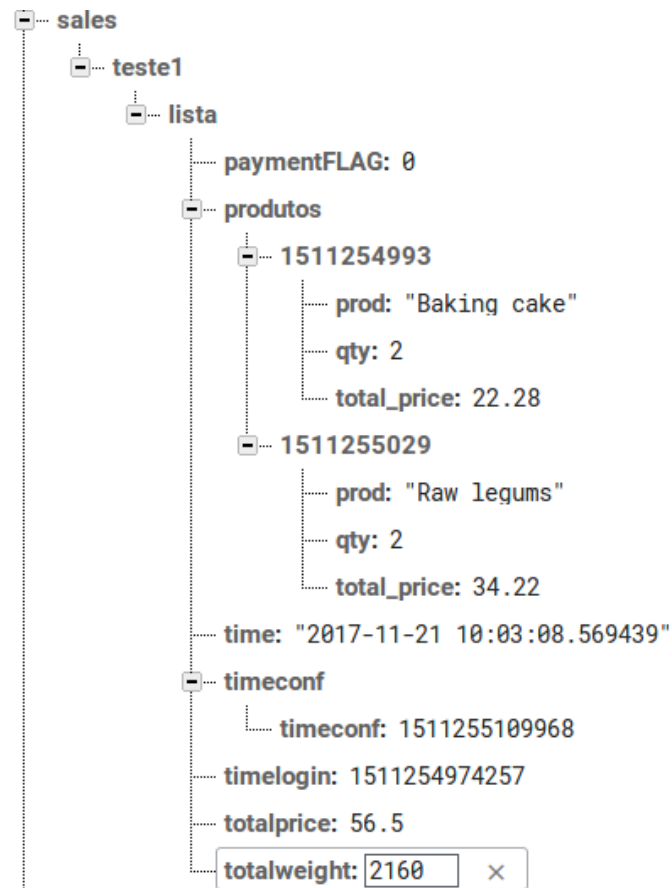 sales
teste1
lista
paymentFLAG: 0
produtos
1511254993
prod: "Baking cake"
qty: 2
total_price: 22.28
1511255029
prod: "Raw legums"
qty: 2
total_price: 34.22
time: "2017-11-21 10:03:08.569439"
timeconf
timeconf: 1511255109968
timelogin: 1511254974257
totalprice: 56.5
totalweight: 2160 ×